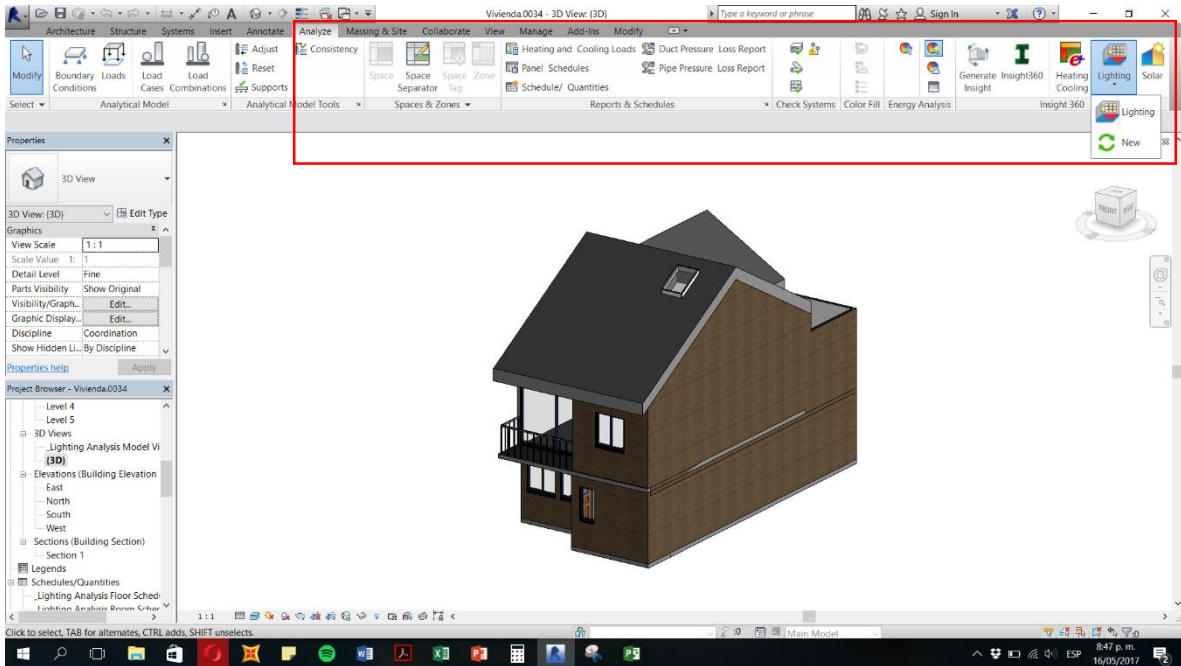 Vivienda.0034 - 3D View: {3D}
Type a keyword or phrase
Sign In
Architecture Structure Systems Insert Annotate Analyze Massing & Site Collaborate View Manage Add-Ins Modify
Modify
Boundary Conditions
Loads
Load Cases
Load Combinations
Adjust
Reset
Supports
Consistency
Space
Space Separator
Space Tag
Zone
Heating and Cooling Loads
Panel Schedules
Schedule/ Quantities
Duct Pressure Loss Report
Pipe Pressure Loss Report
Generate Insight
Insight360
Heating Cooling
Lighting
Solar
Select
Analytical Model
Analytical Model Tools
Spaces & Zones
Reports & Schedules
Check Systems
Color Fill
Energy Analysis
Insight 360
Lighting
New
Properties
3D View
3D View: {3D}
Edit Type
Graphics
View Scale 1 : 1
Scale Value 1: 1
Detail Level Fine
Parts Visibility Show Original
Visibility/Graph... Edit...
Graphic Display... Edit...
Discipline Coordination
Show Hidden Li... By Discipline
Properties help
Apply
Project Browser - Vivienda.0034
Level 4
Level 5
3D Views
_Lighting Analysis Model Vi
{3D}
Elevations (Building Elevation
East
North
South
West
Sections (Building Section)
Section 1
Legends
Schedules/Quantities
_Lighting Analysis Floor Sched
_Lighting Analysis Room Sche
FRONT
1 : 1
Click to select, TAB for alternates, CTRL adds, SHIFT unselects.
:0
Main Model
:0
ESP
8:47 p. m.
16/05/2017